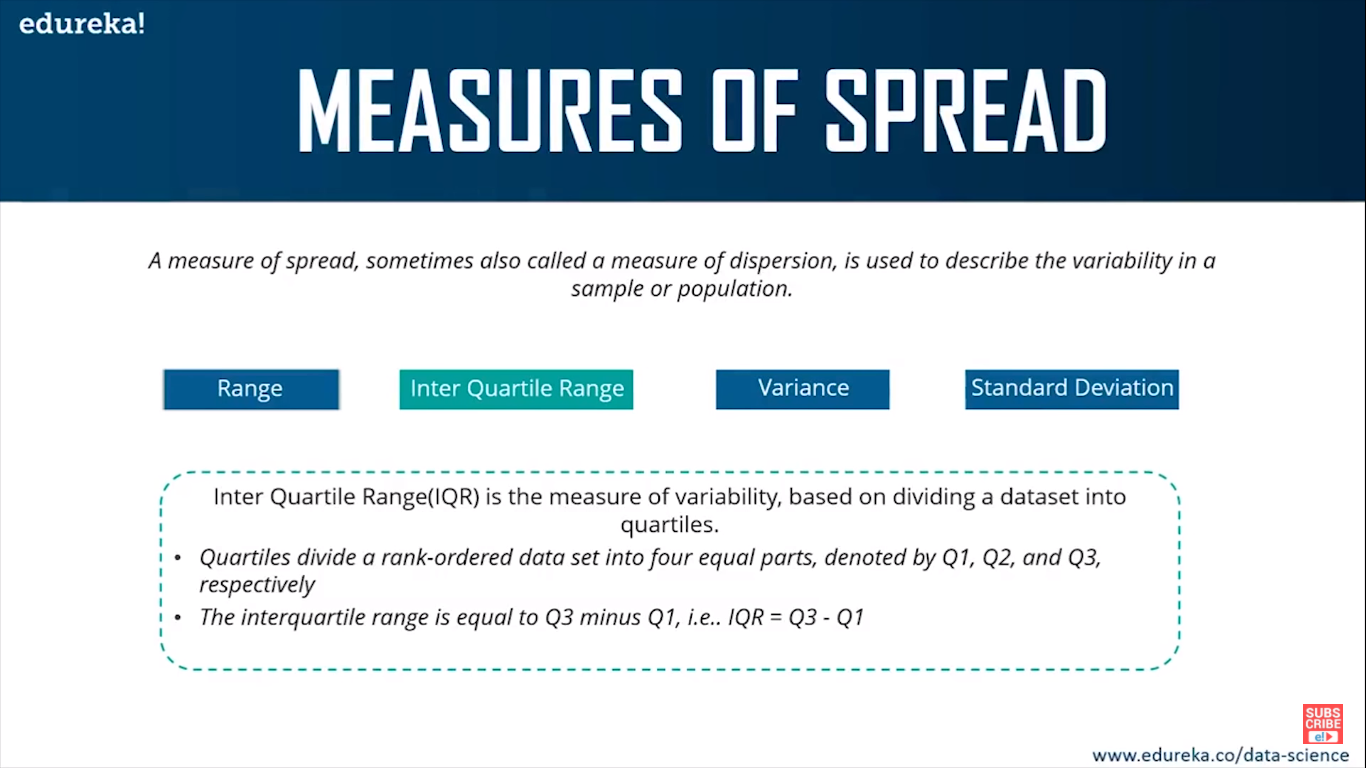 edureka!
MEASURES OF SPREAD
A measure of spread, sometimes also called a measure of dispersion, is used to describe the variability in a
sample or population.
Range
Inter Quartile Range
Variance
Standard Deviation
Inter Quartile Range(IQR) is the measure of variability, based on dividing a dataset into
quartiles.
• Quartiles divide a rank-ordered data set into four equal parts, denoted by Q1, Q2, and Q3,
respectively
• The interquartile range is equal to Q3 minus Q1, i.e.. IQR = Q3 - Q1
SUBS
CRIBE
e!
www.edureka.co/data-science